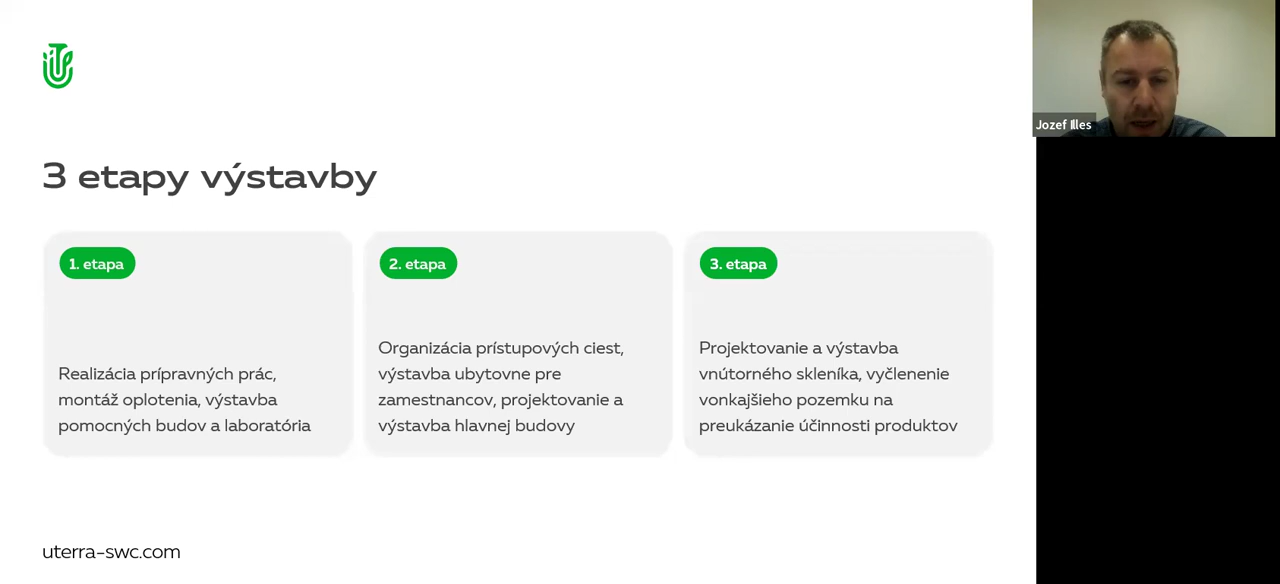 Jozef Illes
3 etapy výstavby
1. etapa
Realizácia prípravných prác,
montáž oplotenia, výstavba
pomocných budov a laboratória
2. etapa
Organizácia prístupových ciest,
výstavba ubytovne pre
zamestnancov, projektovanie a
výstavba hlavnej budovy
3. etapa
Projektovanie a výstavba
vnútorného skleníka, vyčlenenie
vonkajšieho pozemku na
preukázanie účinnosti produktov
uterra-swc.com